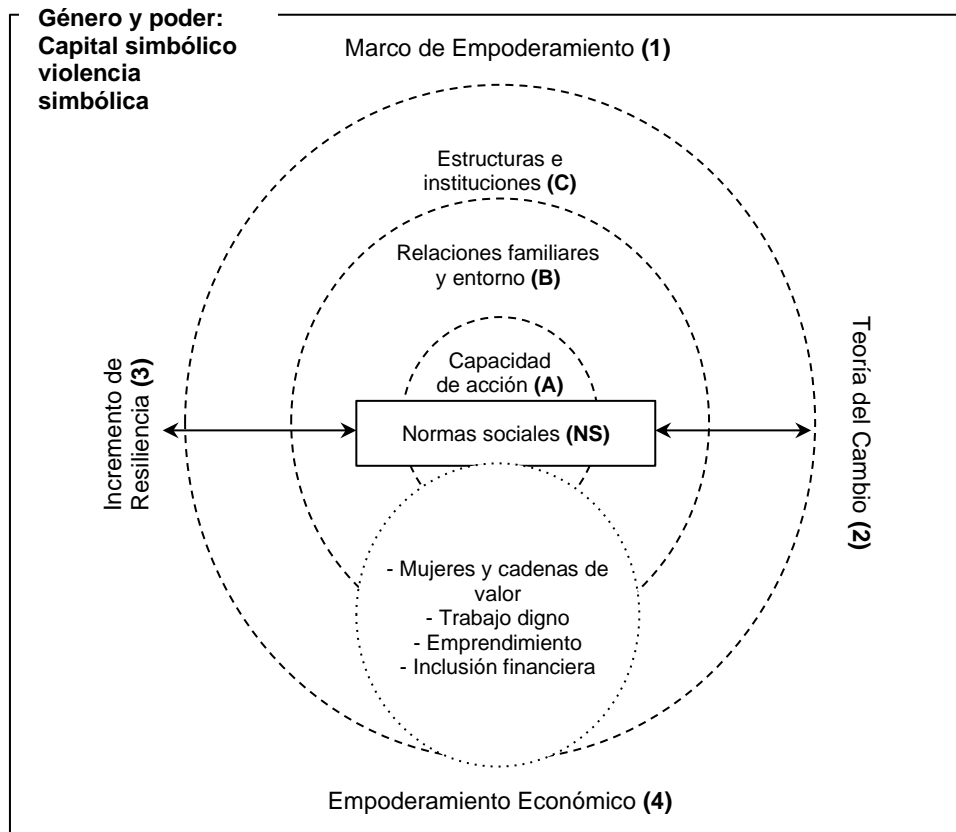 Género y poder:
Capital simbólico
violencia
simbólica
Marco de Empoderamiento (1)
Estructuras e
instituciones (C)
Relaciones familiares
y entorno (B)
Capacidad
de acción (A)
Normas sociales (NS)
Incremento de
Resiliencia (3)
Teoría del Cambio (2)
- Mujeres y cadenas de
valor
- Trabajo digno
- Emprendimiento
- Inclusión financiera
Empoderamiento Económico (4)